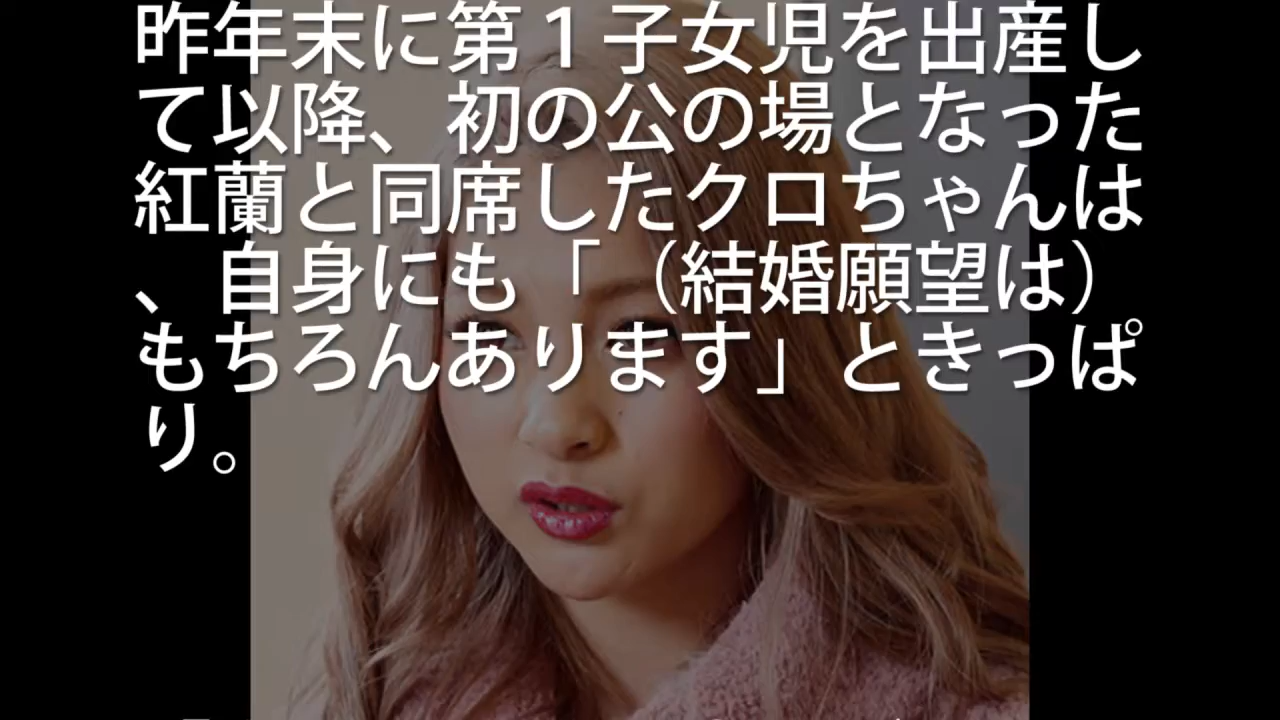 昨年末に第１子女児を出産し
て以降、初の公の場となった
紅蘭と同席したクロちゃんは
、自身にも「（結婚願望は）
もちろんあります」ときっぱ
り。